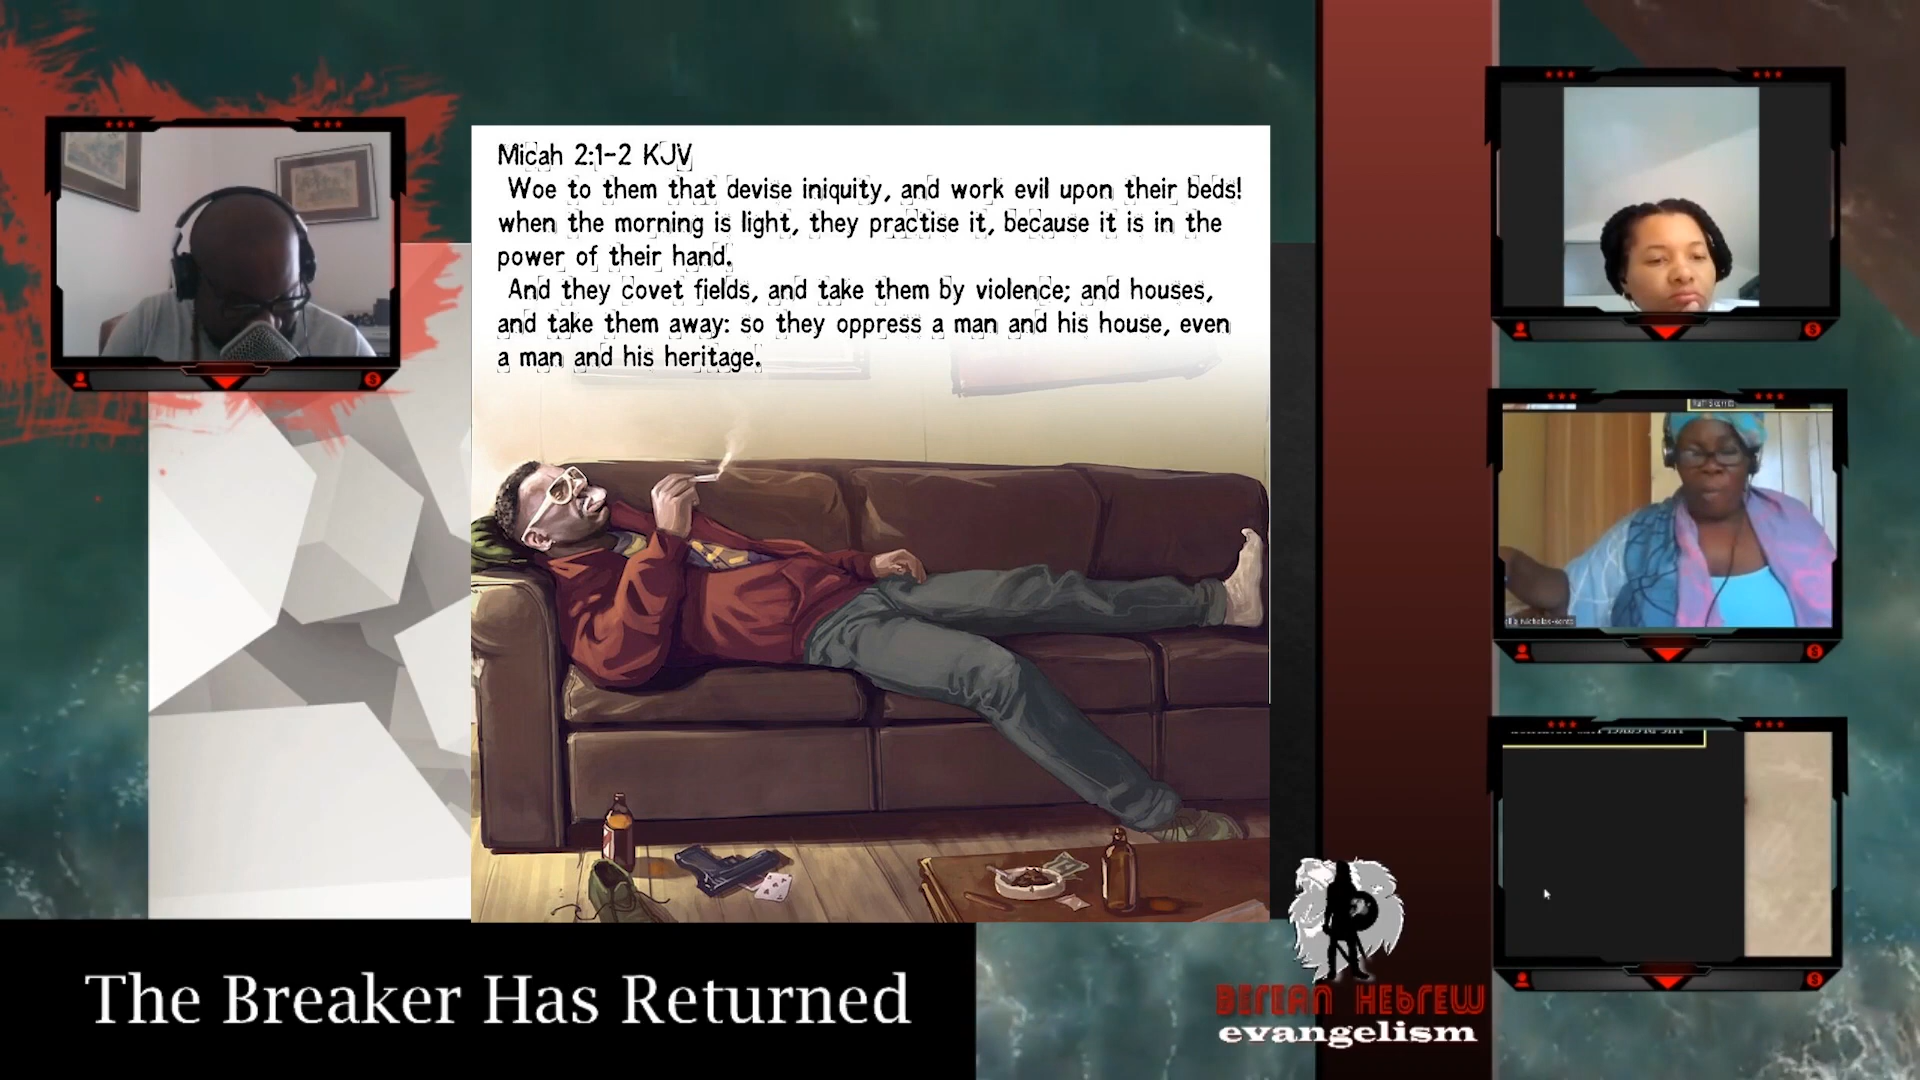 Micah 2:1-2 KJV
Woe to them that devise iniquity, and work evil upon their beds!
when the morning is light, they practise it, because it is in the
power of their hand.
And they covet fields, and take them by violence; and houses,
and take them away: so they oppress a man and his house, even
a man and his heritage.
The Breaker Has Returned
BEREAN HEBREW
evangelism